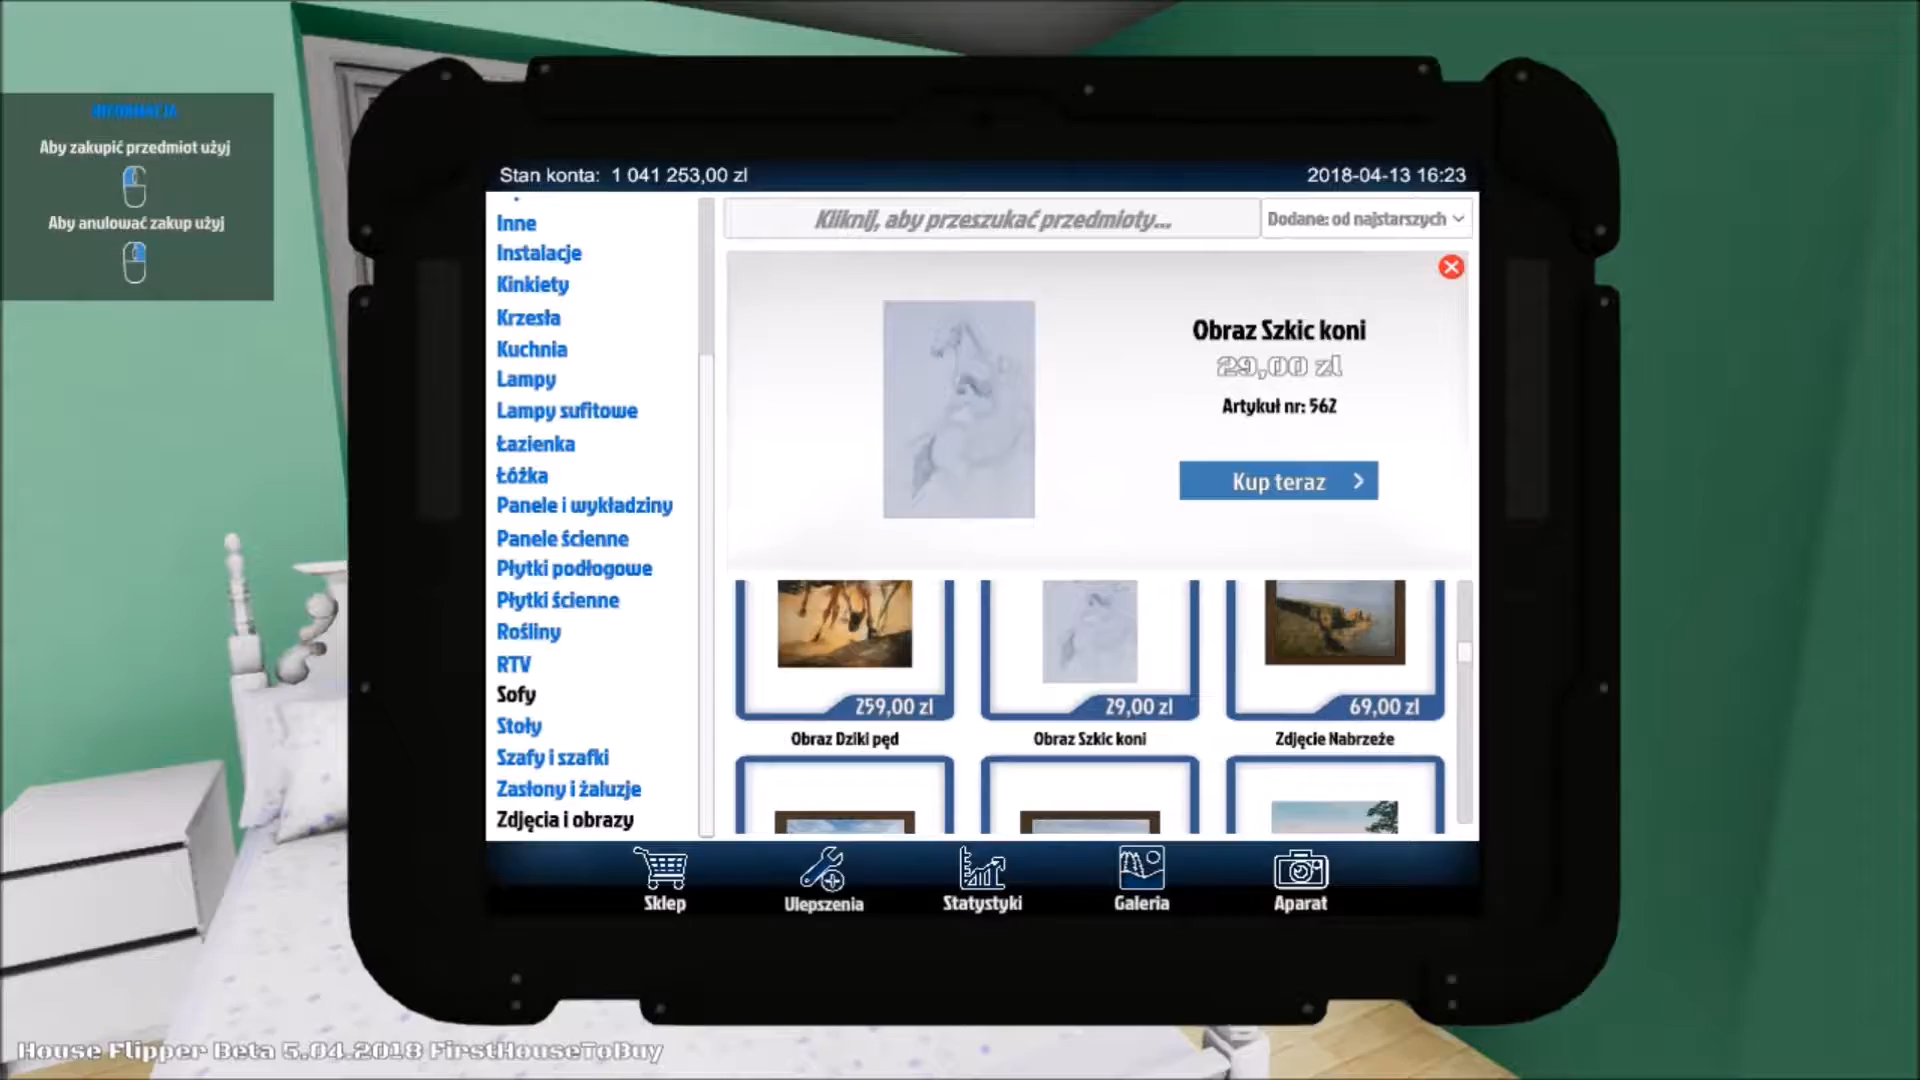 INFORMACJA
Aby zakupić przedmiot użyj
Aby anulować zakup użyj
Stan konta: 1 041 253,00 zl
2018-04-13 16:23
Inne
Instalacje
Kinkiety
Krzesła
Kuchnia
Lampy
Lampy sufitowe
Łazienka
Łóżka
Panele i wykładziny
Panele ścienne
Płytki podłogowe
Płytki ścienne
Rośliny
RTV
Sofy
Stoły
Szafy i szafki
Zasłony i żaluzje
Zdjęcia i obrazy
Kliknij, aby przeszukać przedmioty...
Dodane: od najstarszych
Obraz Szkic koni
29,00 zl
Artykuł nr: 562
Kup teraz
259,00 zl
29,00 zl
69,00 zl
Obraz Dziki pęd
Obraz Szkic koni
Zdjęcie Nabrzeże
Sklep
Ulepszenia
Statystyki
Galeria
Aparat
House Flipper Beta 5.04.2018 FirstHouseToBuy